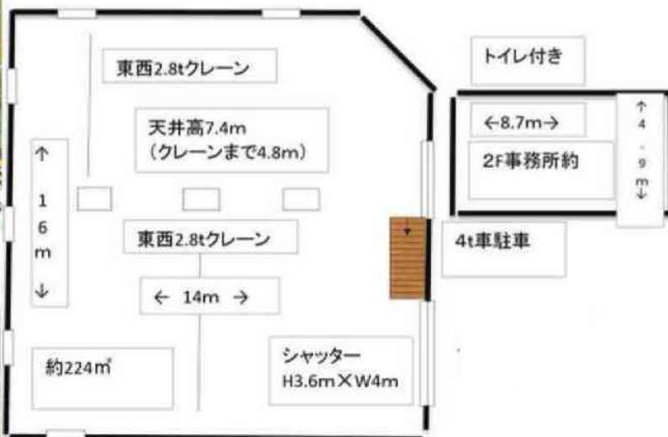 東西2.8tクレーン
天井高7.4m
（クレーンまで4.8m）
↑
1
6
m
↓
東西2.8tクレーン
← 14m →
約224㎡
シャッター
H3.6m×W4m
トイレ付き
←8.7m→
2F事務所約
↑
4
.
9
m
↓
4t車駐車